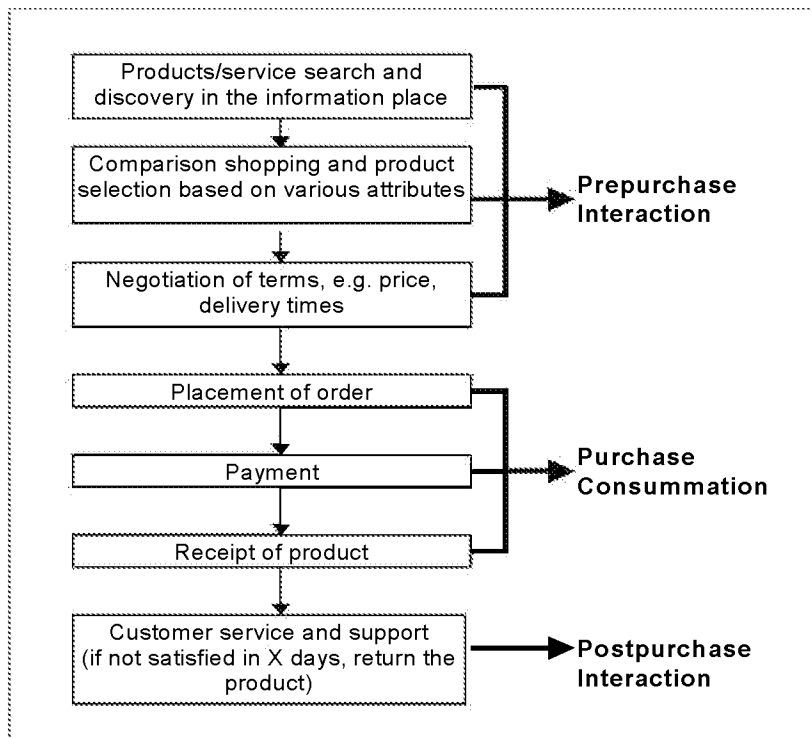 Products/service search and
discovery in the information place
Comparison shopping and product
selection based on various attributes
Prepurchase
Interaction
Negotiation of terms, e.g. price,
delivery times
Placement of order
Payment
Purchase
Consummation
Receipt of product
Customer service and support
(if not satisfied in X days, return the
product)
Postpurchase
Interaction